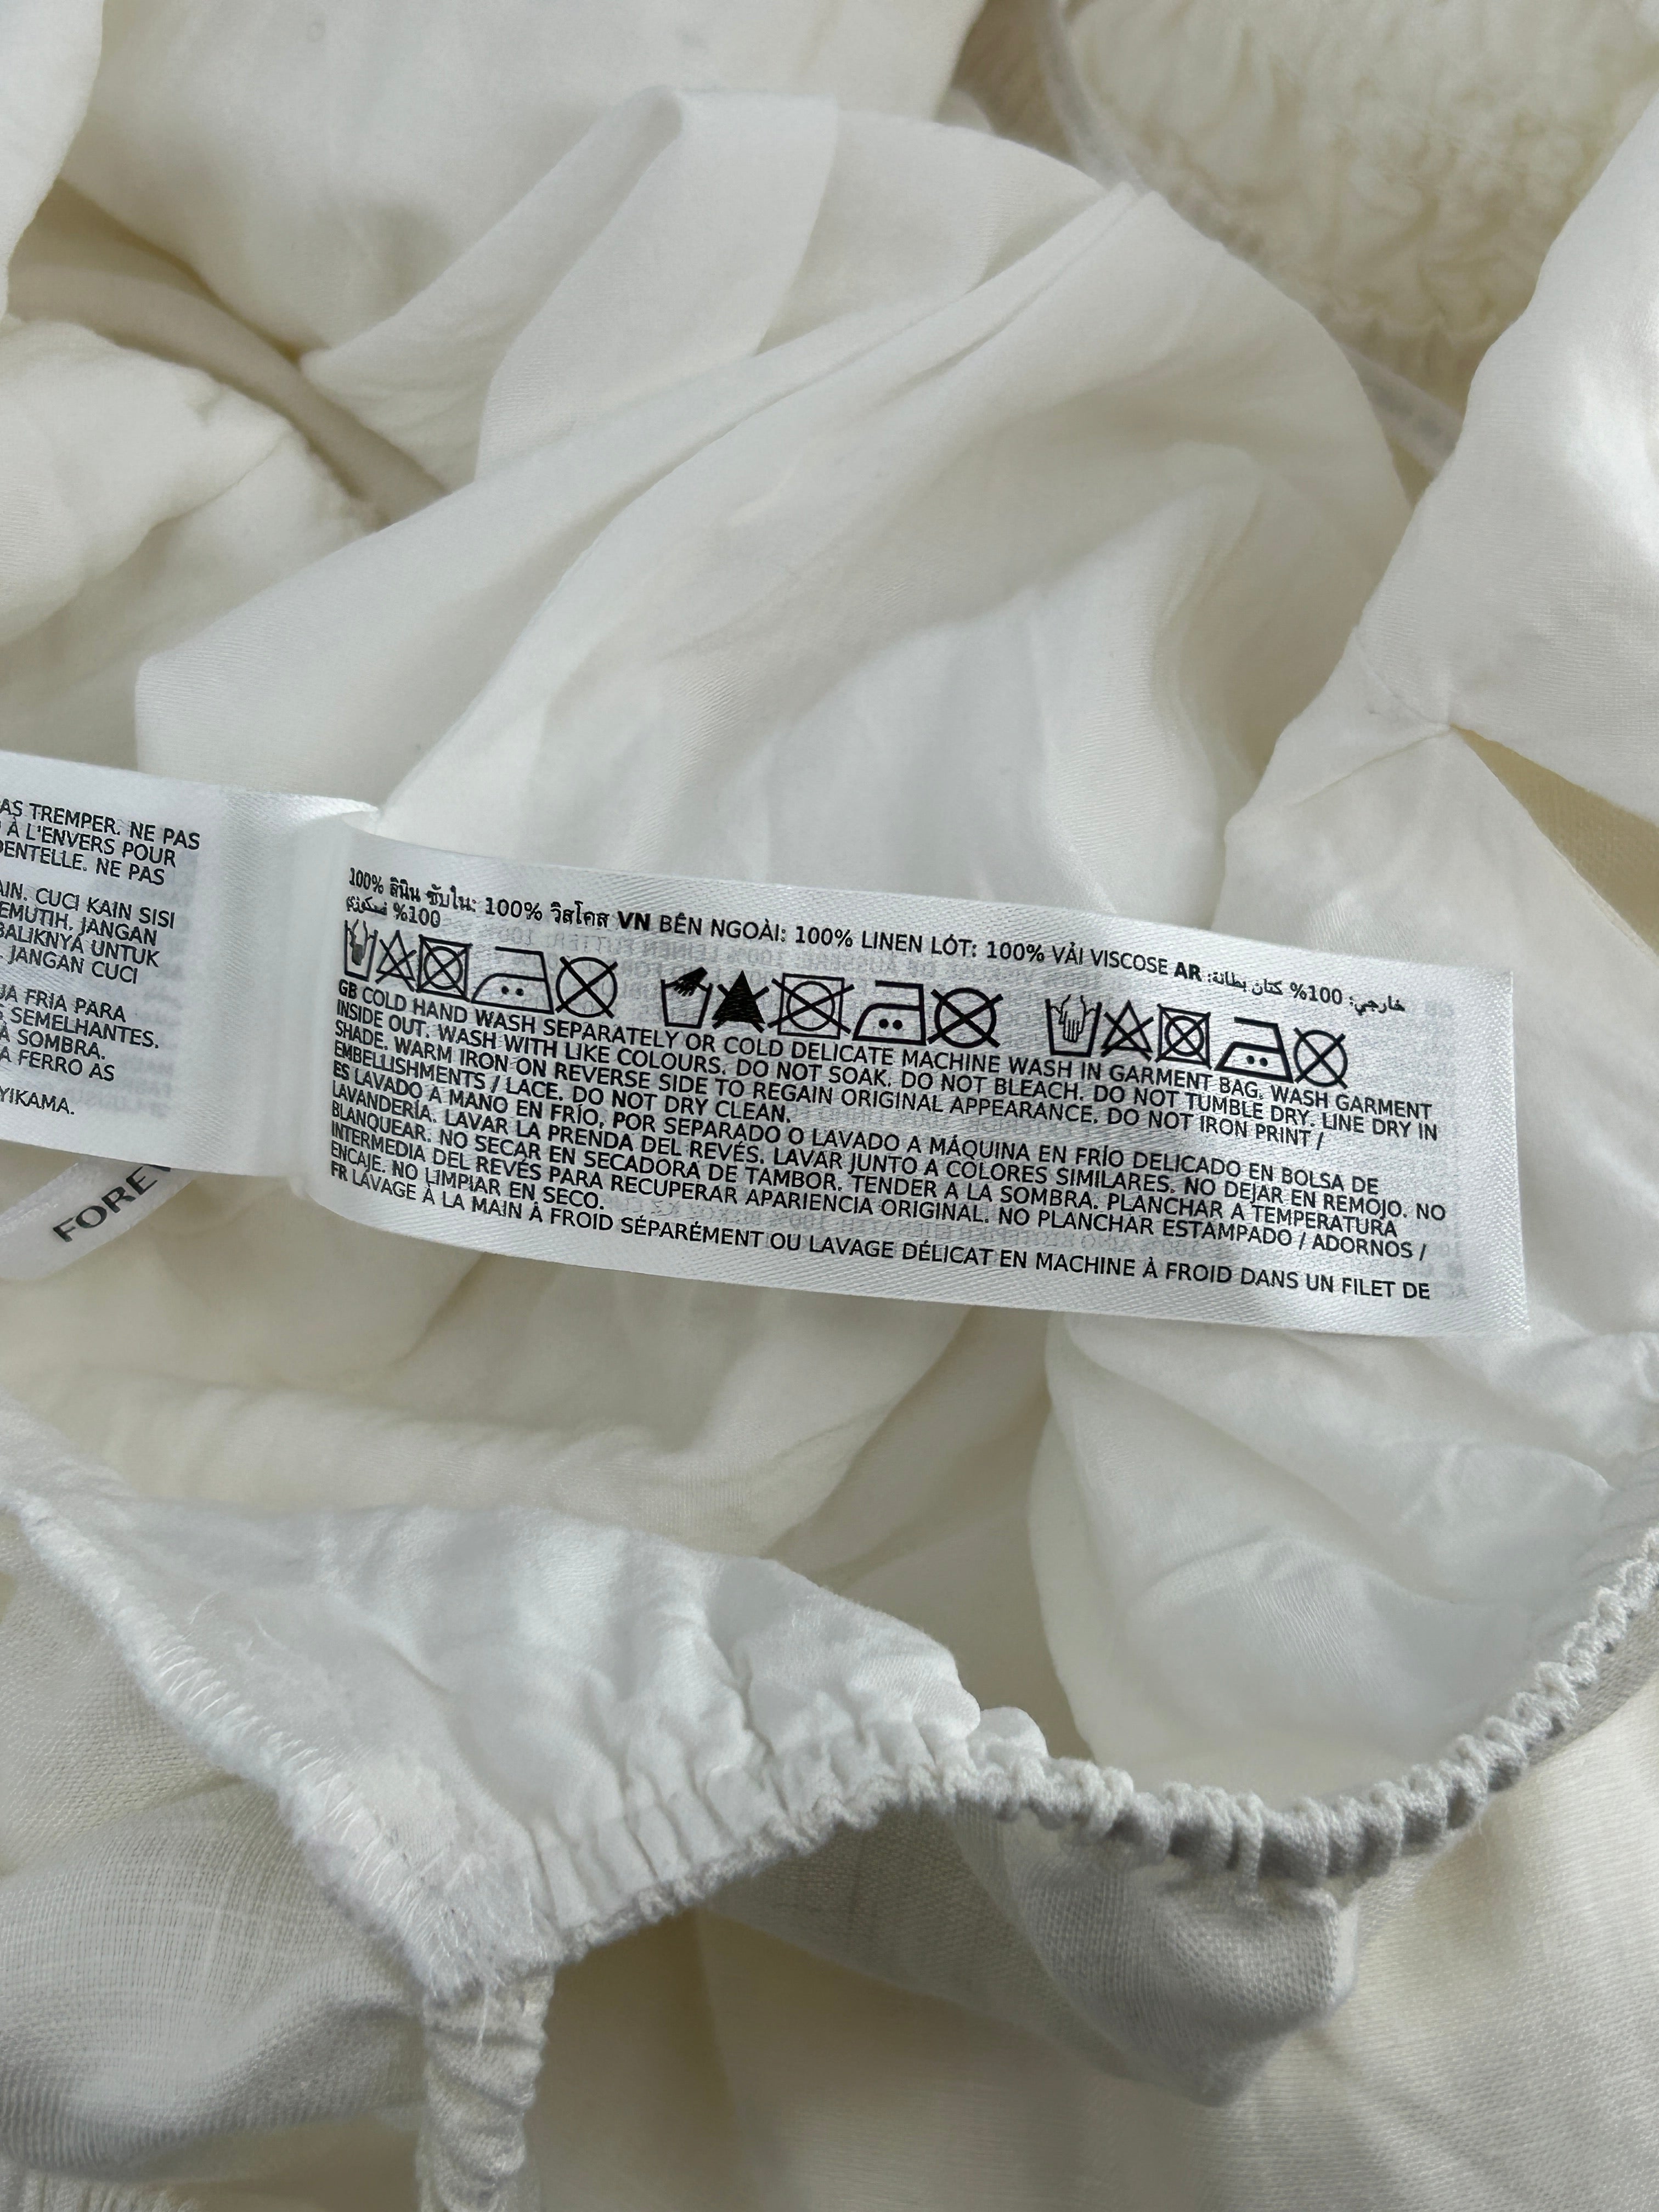 AS TREMPER. NE PAS
À L'ENVERS POUR
DENTELLE. NE PAS
AIN. CUCI KAIN SISI
EMUTIH, JANGAN
BALIKNYA UNTUK
. JANGAN CUCI
UA FRIA PARA
S SEMELHANTES.
À SOMBRA.
A FERRO AS
YIKAMA.
FOREV
100% ลินิน ซับใน: 100% วิสโคส VN BÊN NGOÀI: 100% LINEN LÓT: 100% VẢI VISCOSE AR خارجي: 100% كتان بطانة:
100% فسكوزي
GB COLD HAND WASH SEPARATELY OR COLD DELICATE MACHINE WASH IN GARMENT BAG. WASH GARMENT
INSIDE OUT. WASH WITH LIKE COLOURS. DO NOT SOAK. DO NOT BLEACH. DO NOT TUMBLE DRY. LINE DRY IN
SHADE. WARM IRON ON REVERSE SIDE TO REGAIN ORIGINAL APPEARANCE. DO NOT IRON PRINT /
EMBELLISHMENTS / LACE. DO NOT DRY CLEAN.
ES LAVADO A MANO EN FRÍO, POR SEPARADO O LAVADO A MÁQUINA EN FRÍO DELICADO EN BOLSA DE
LAVANDERÍA. LAVAR LA PRENDA DEL REVÉS. LAVAR JUNTO A COLORES SIMILARES. NO DEJAR EN REMOJO. NO
BLANQUEAR. NO SECAR EN SECADORA DE TAMBOR. TENDER A LA SOMBRA. PLANCHAR A TEMPERATURA
INTERMEDIA DEL REVÉS PARA RECUPERAR APARIENCIA ORIGINAL. NO PLANCHAR ESTAMPADO / ADORNOS /
ENCAJE. NO LIMPIAR EN SECO.
FR LAVAGE À LA MAIN À FROID SÉPARÉMENT OU LAVAGE DÉLICAT EN MACHINE À FROID DANS UN FILET DE